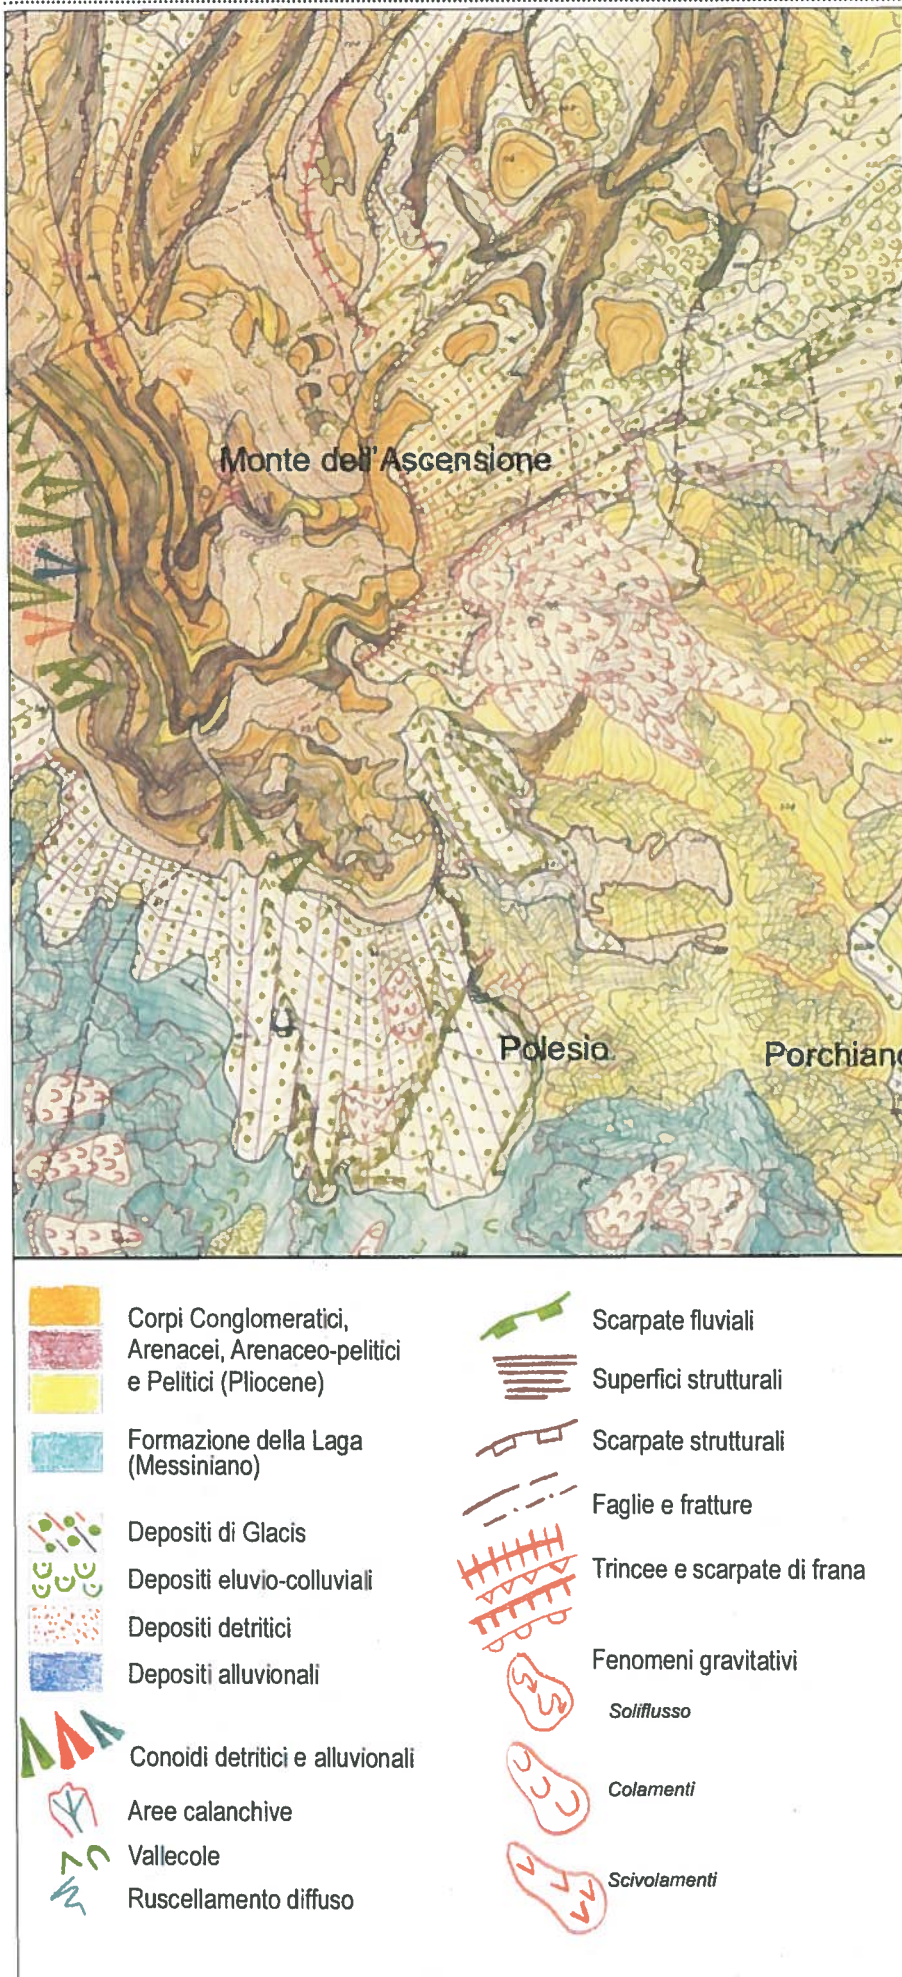 Monte dell'Ascensione
Polesio.
Porchiano
Corpi Conglomeratici,
Arenacei, Arenaceo-pelitici
e Pelitici (Pliocene)
Formazione della Laga
(Messiniano)
Depositi di Glacis
Depositi eluvio-colluviali
Depositi detritici
Depositi alluvionali
Conoidi detritici e alluvionali
Aree calanchive
Vallecole
Ruscellamento diffuso
Scarpate fluviali
Superfici strutturali
Scarpate strutturali
Faglie e fratture
Trincee e scarpate di frana
Fenomeni gravitativi
Soliflusso
Colamenti
Scivolamenti